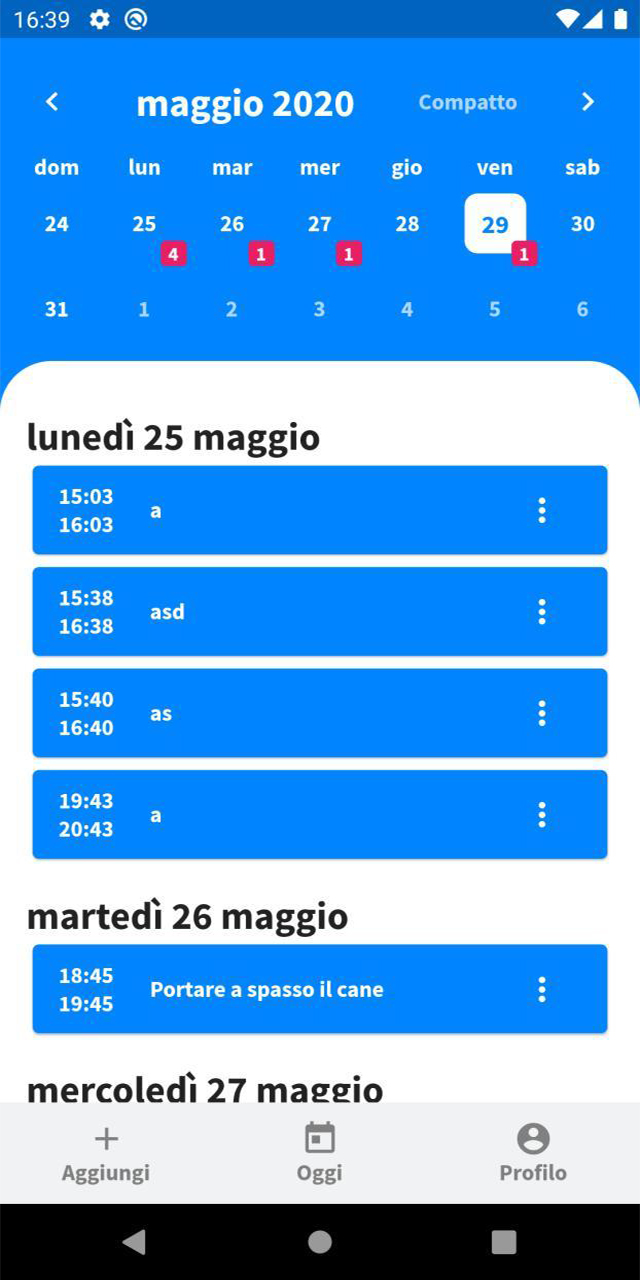 16:39
maggio 2020 Compatto
dom lun mar mer gio ven sab
24 25 26 27 28 29 30
4 1 1 1
31 1 2 3 4 5 6
lunedì 25 maggio
15:03
16:03
a
15:38
16:38
asd
15:40
16:40
as
19:43
20:43
a
martedì 26 maggio
18:45
19:45
Portare a spasso il cane
mercoledì 27 maggio
Aggiungi Oggi Profilo